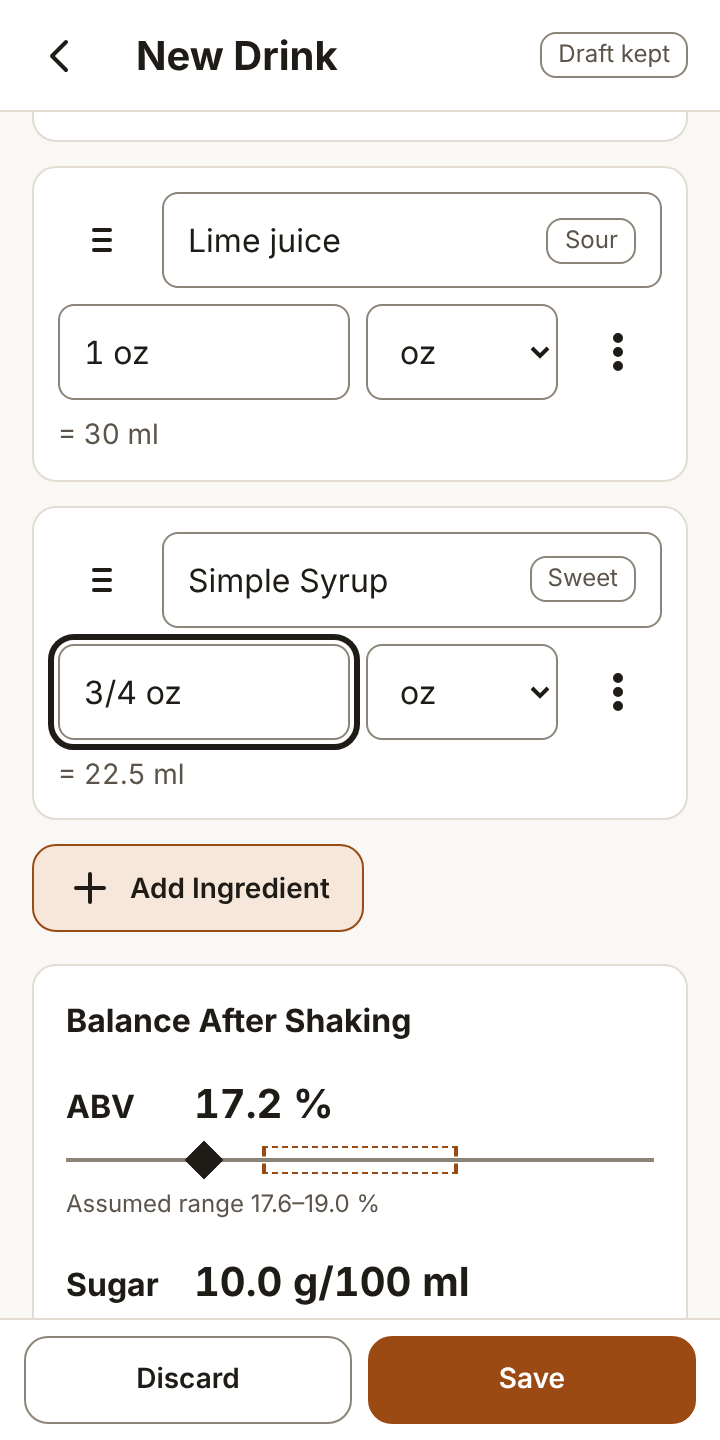 New Drink
Draft kept
Lime juice
Sour
1 oz
oz
= 30 ml
Simple Syrup
Sweet
3/4 oz
oz
= 22.5 ml
Add Ingredient
Balance After Shaking
ABV 17.2 %
Assumed range 17.6–19.0 %
Sugar 10.0 g/100 ml
Discard
Save